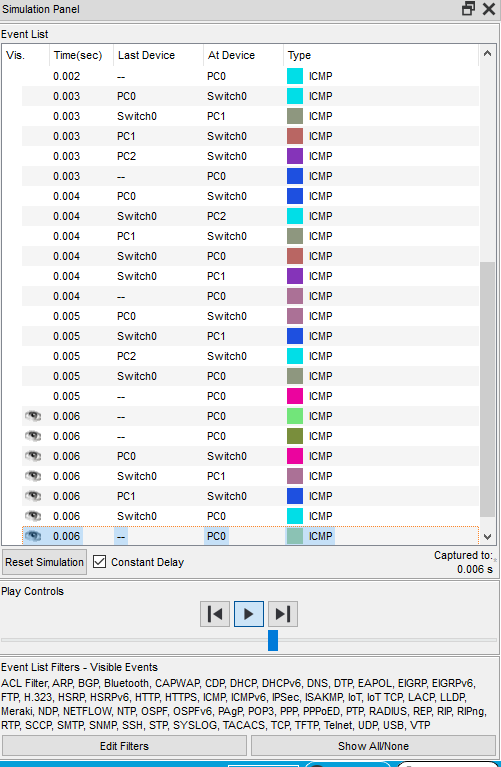 Simulation Panel
Event List
Vis. Time(sec) Last Device At Device Type
0.002 -- PC0 ICMP
0.003 PC0 Switch0 ICMP
0.003 Switch0 PC1 ICMP
0.003 PC1 Switch0 ICMP
0.003 PC2 Switch0 ICMP
0.003 -- PC0 ICMP
0.004 PC0 Switch0 ICMP
0.004 Switch0 PC2 ICMP
0.004 PC1 Switch0 ICMP
0.004 Switch0 PC0 ICMP
0.004 Switch0 PC1 ICMP
0.004 -- PC0 ICMP
0.005 PC0 Switch0 ICMP
0.005 Switch0 PC1 ICMP
0.005 PC2 Switch0 ICMP
0.005 Switch0 PC0 ICMP
0.005 -- PC0 ICMP
0.006 -- PC0 ICMP
0.006 -- PC0 ICMP
0.006 PC0 Switch0 ICMP
0.006 Switch0 PC1 ICMP
0.006 PC1 Switch0 ICMP
0.006 Switch0 PC0 ICMP
0.006 -- PC0 ICMP
Reset Simulation Constant Delay Captured to:
0.006 s
Play Controls
Event List Filters - Visible Events
ACL Filter, ARP, BGP, Bluetooth, CAPWAP, CDP, DHCP, DHCPv6, DNS, DTP, EAPOL, EIGRP, EIGRPv6,
FTP, H.323, HSRP, HSRPv6, HTTP, HTTPS, ICMP, ICMPv6, IPSec, ISAKMP, IoT, IoT TCP, LACP, LLDP,
Meraki, NDP, NETFLOW, NTP, OSPF, OSPFv6, PAgP, POP3, PPP, PPPoED, PTP, RADIUS, REP, RIP, RIPng,
RTP, SCCP, SMTP, SNMP, SSH, STP, SYSLOG, TACACS, TCP, TFTP, Telnet, UDP, USB, VTP
Edit Filters Show All/None